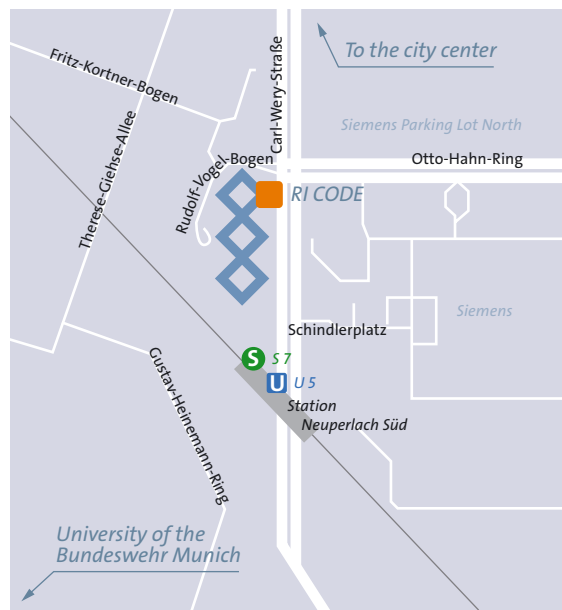 To the city center
Fritz-Kortner-Bogen
Carl-Wery-Straße
Siemens Parking Lot North
Otto-Hahn-Ring
Therese-Giehse-Allee
Rudolf-Vogel-Bogen
RI CODE
Siemens
Schindlerplatz
S S 7
U U 5
Station
Neuperlach Süd
Gustav-Heinemann-Ring
University of the
Bundeswehr Munich